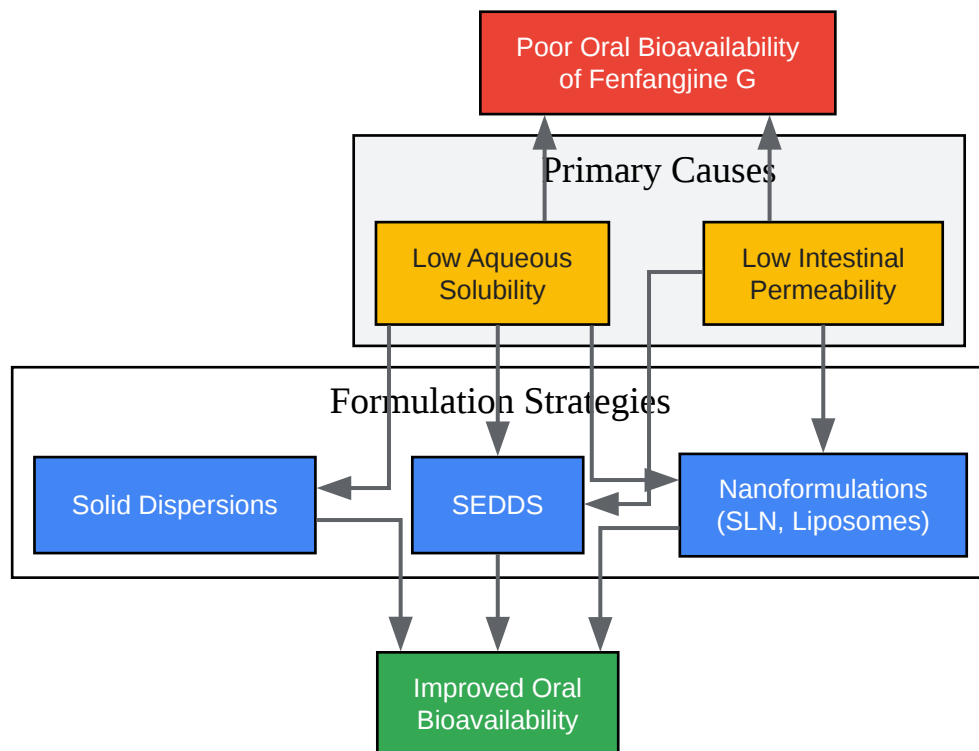 Poor Oral Bioavailability
of Fenfangjine G
Primary Causes
Low Aqueous
Solubility
Low Intestinal
Permeability
Formulation Strategies
Solid Dispersions
SEDDS
Nanoformulations
(SLN, Liposomes)
Improved Oral
Bioavailability